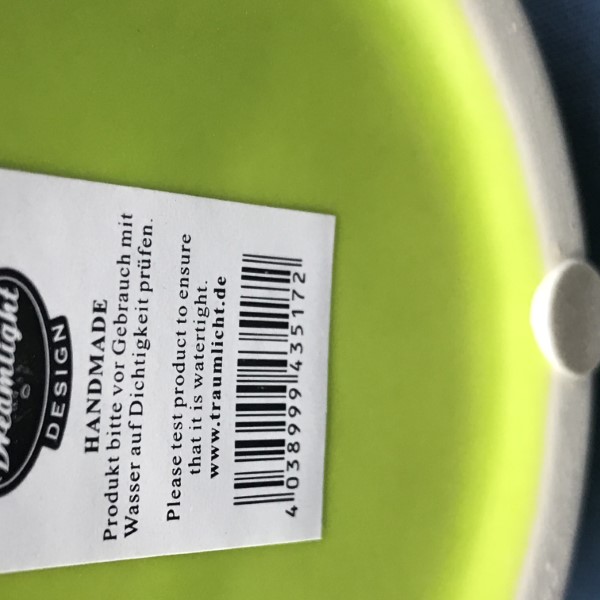 Dreamlight
DESIGN
HANDMADE
Produkt bitte vor Gebrauch mit
Wasser auf Dichtigkeit prüfen.
Please test product to ensure
that it is watertight.
www.traumlicht.de
4 038999 435172